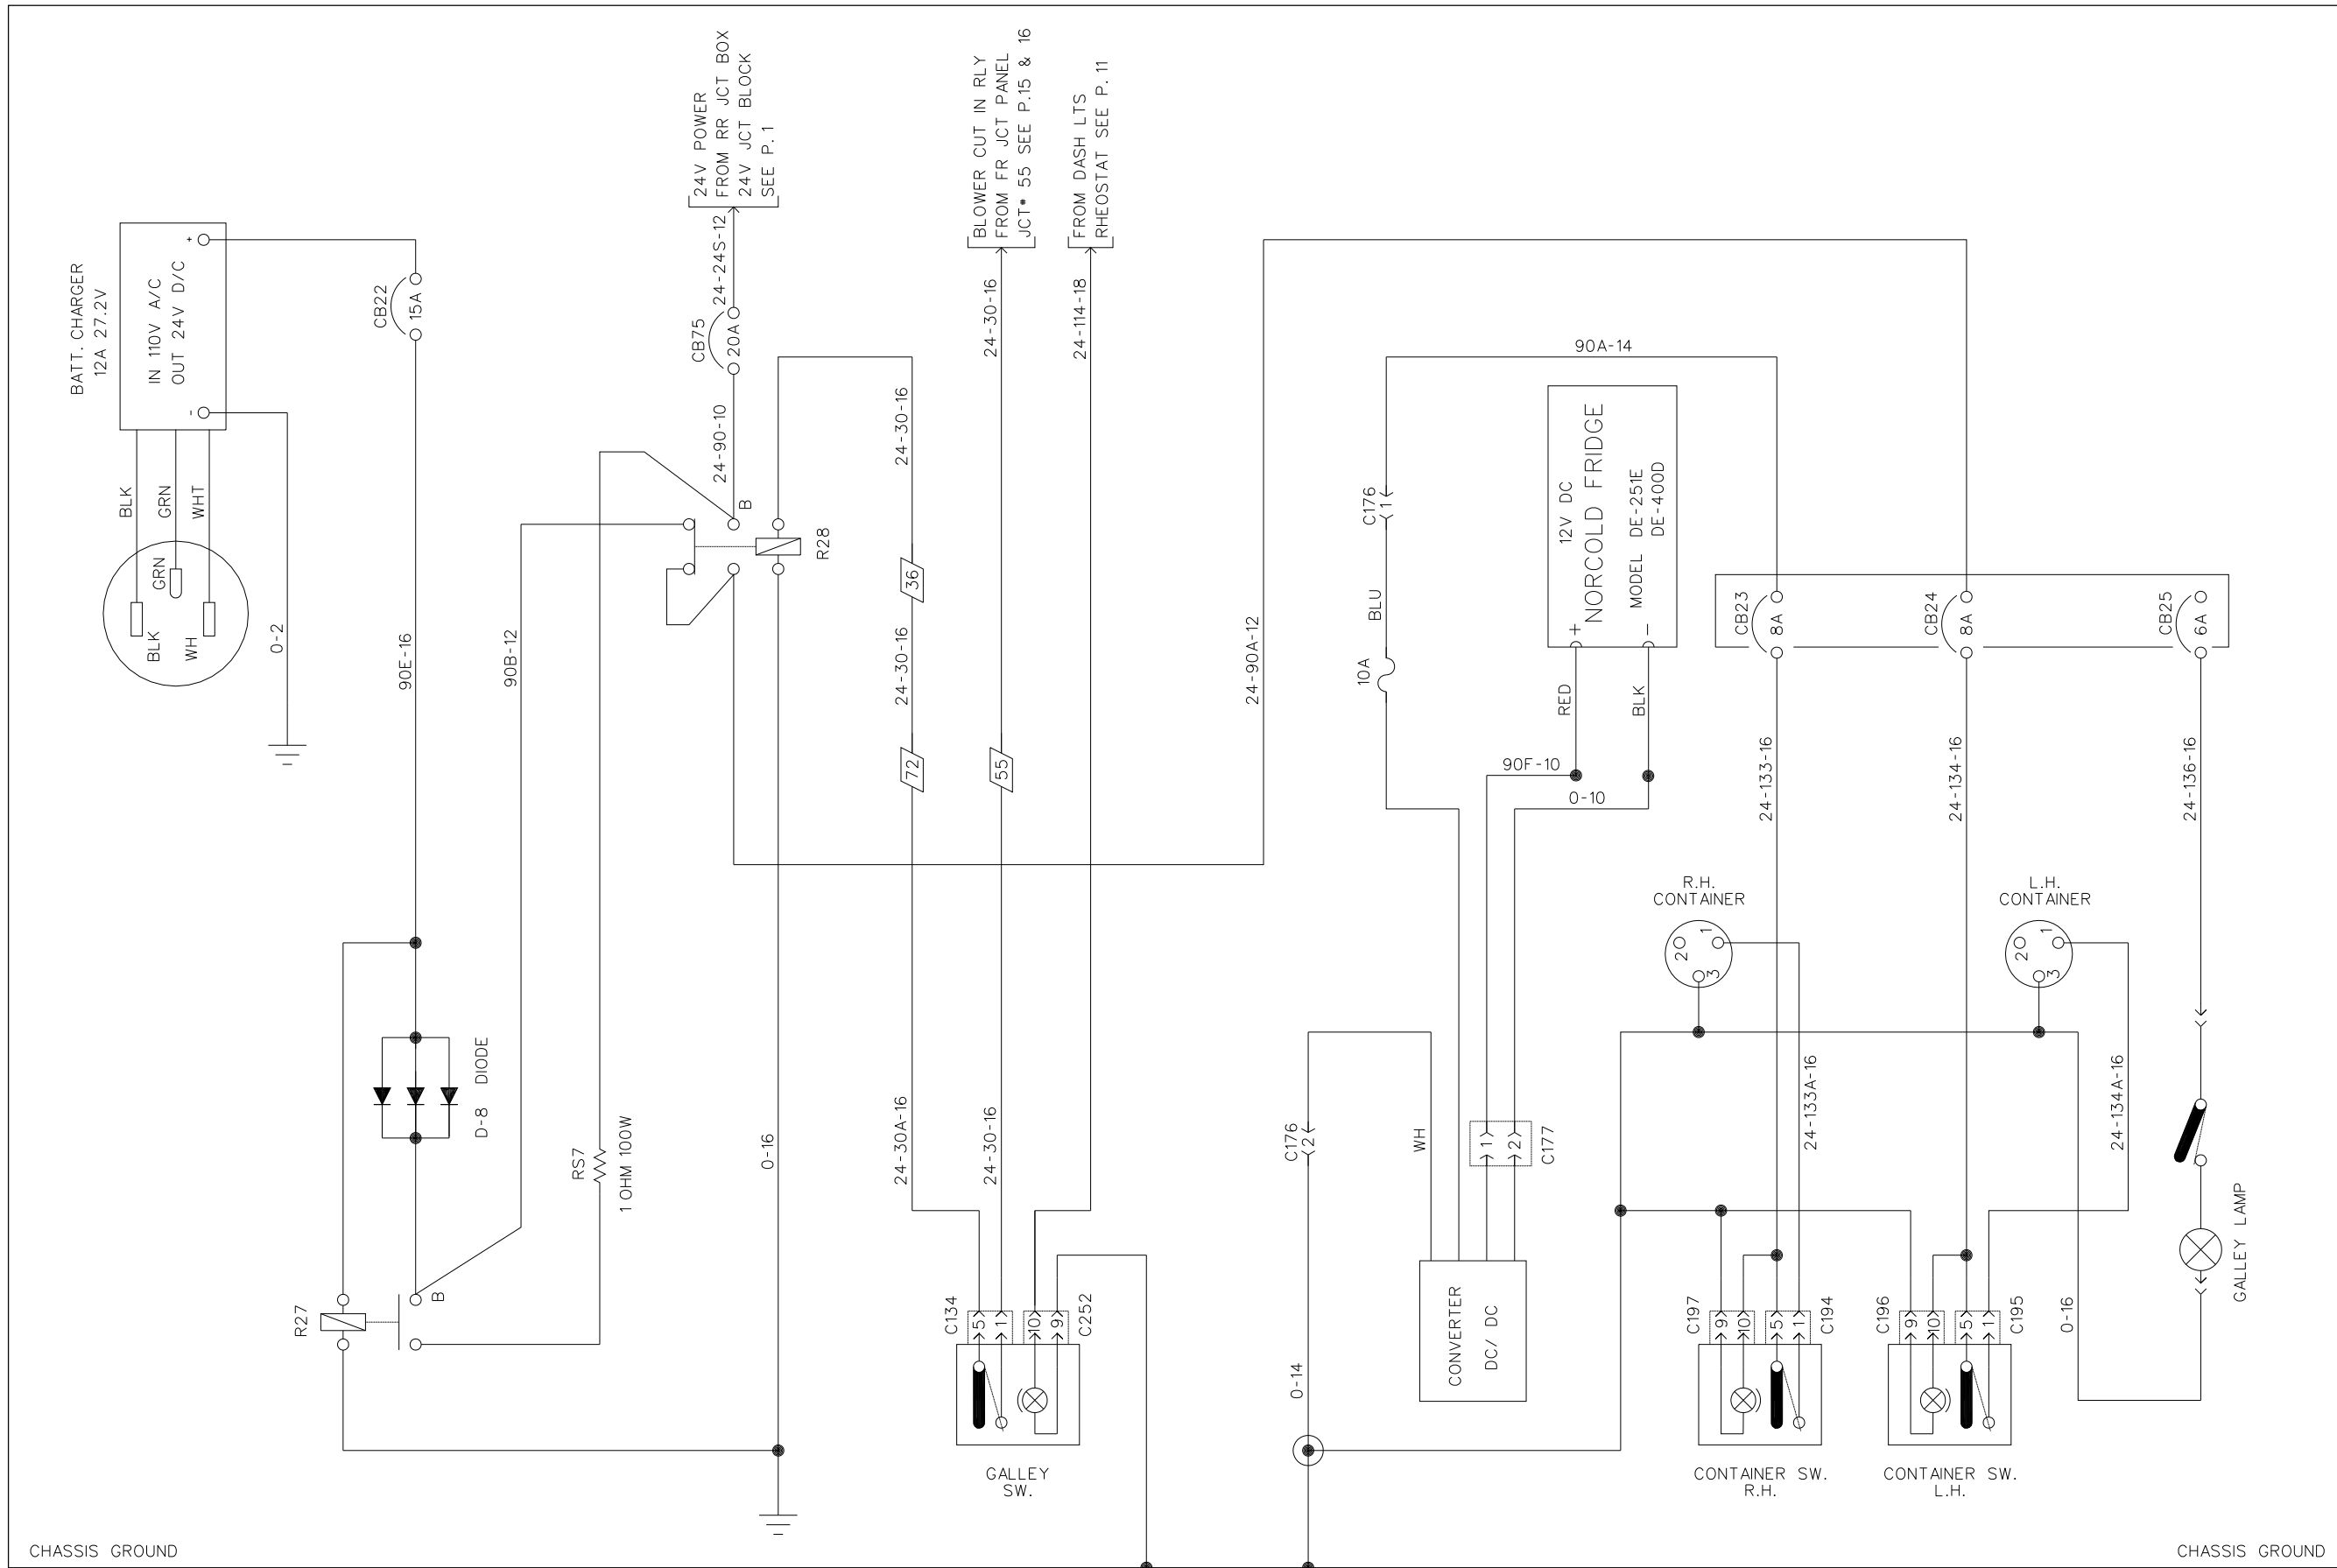 BATT. CHARGER
12A 27.2V
IN 110V A/C
OUT 24V D/C
+
-
BLK
GRN
WHT
GRN
BLK
WH
0-2
CB22
15A
90E-16
90B-12
D-8 DIODE
R27
B
RS7
1 OHM 100W
24V POWER
FROM RR JCT BOX
24V JCT BLOCK
SEE P.1
24-24S-12
CB75
20A
24-90-10
B
R28
0-16
24-30-16
36
24-30-16
72
24-30A-16
BLOWER CUT IN RLY
FROM FR JCT PANEL
JCT* 55 SEE P.15 & 16
24-30-16
55
24-30-16
FROM DASH LTS
RHEOSTAT SEE P. 11
24-114-18
C134
5
1
10
9
C252
GALLEY
SW.
24-90A-12
90A-14
C176
1
BLU
10A
12V DC
NORCOLD FRIDGE
MODEL DE-251E
DE-400D
+
-
RED
BLK
90F-10
0-10
C176
2
WH
1
2
C177
0-14
CONVERTER
DC/ DC
CB23
8A
CB24
8A
CB25
6A
24-133-16
24-134-16
24-136-16
R.H.
CONTAINER
1
2
3
L.H.
CONTAINER
1
2
3
24-133A-16
24-134A-16
C197
9
10
5
1
C194
C196
9
10
5
1
C195
0-16
GALLEY LAMP
CONTAINER SW.
R.H.
CONTAINER SW.
L.H.
CHASSIS GROUND
CHASSIS GROUND